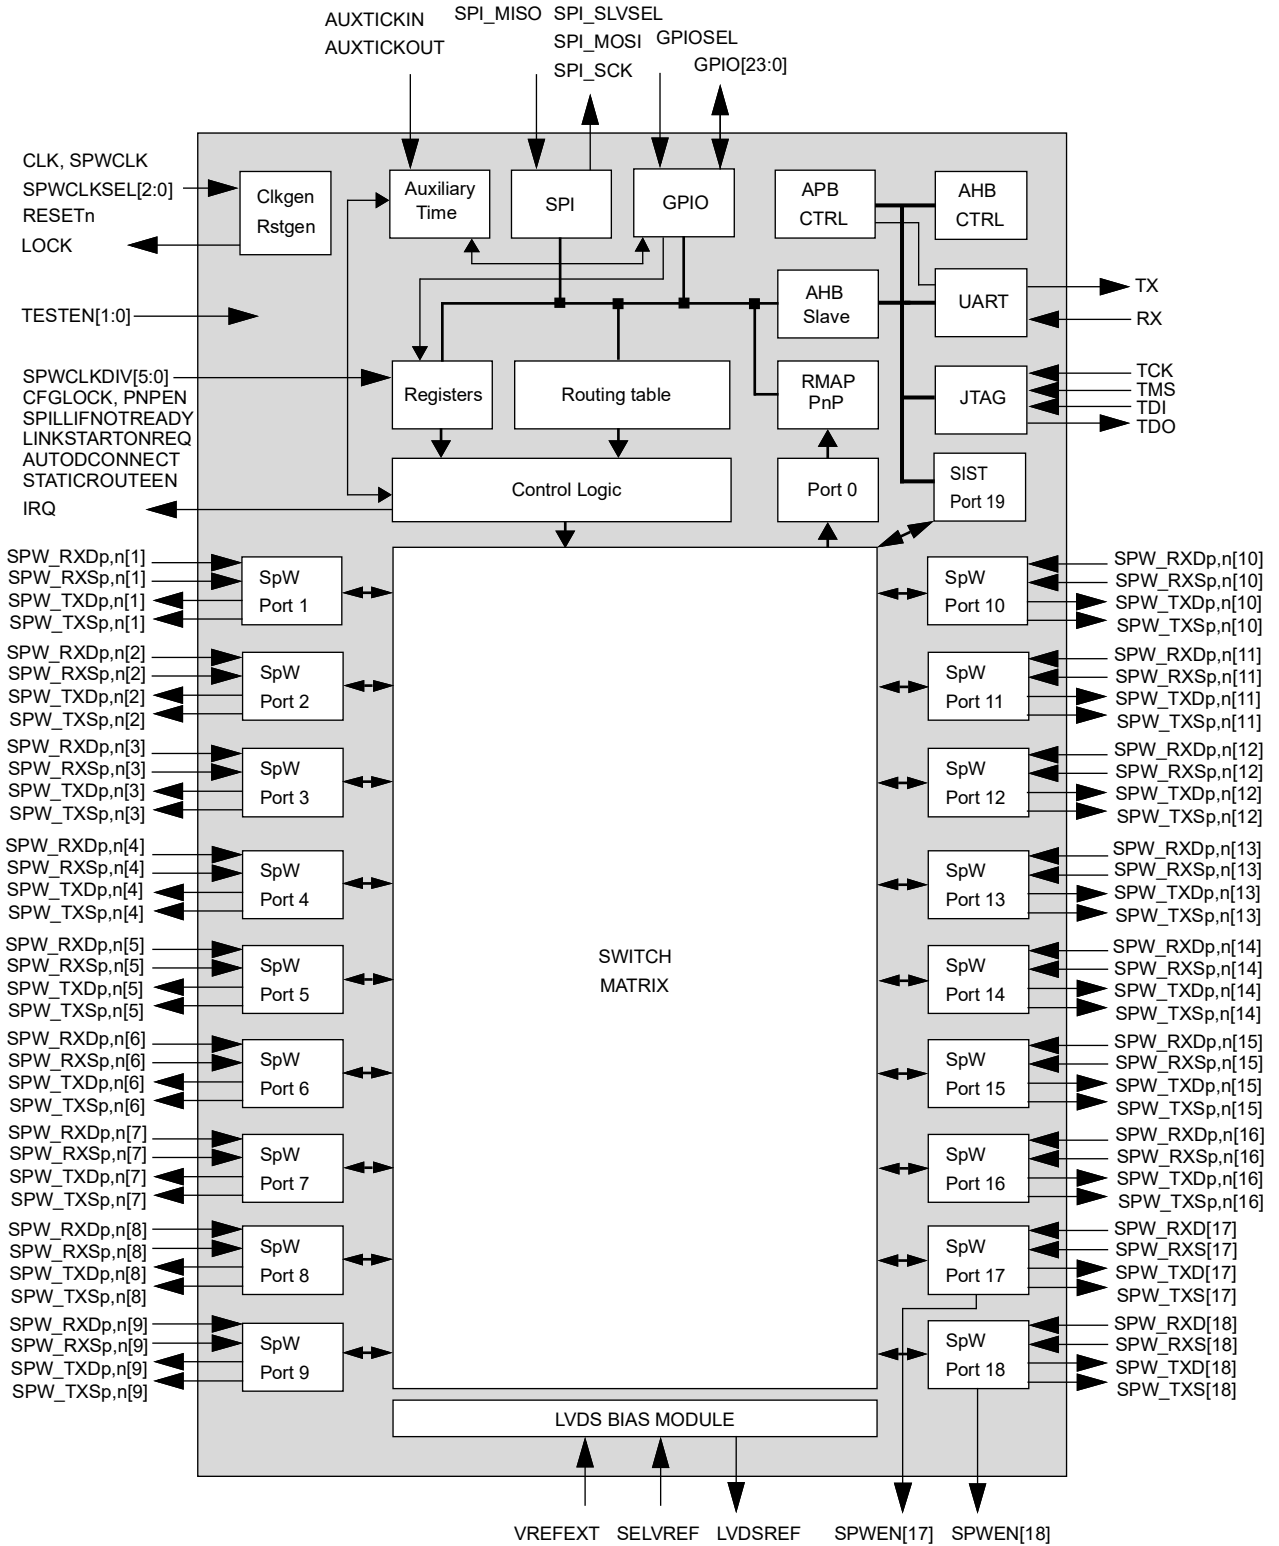 AUXTICKIN
AUXTICKOUT
SPI_MISO
SPI_SLVSEL
SPI_MOSI
SPI_SCK
GPIOSEL
GPIO[23:0]
CLK, SPWCLK
SPWCLKSEL[2:0]
RESETn
LOCK
Clkgen
Rstgen
Auxiliary
Time
SPI
GPIO
APB
CTRL
AHB
CTRL
TESTEN[1:0]
AHB
Slave
UART
TX
RX
SPWCLKDIV[5:0]
CFGLOCK, PNPEN
SPILLIFNOTREADY
LINKSTARTONREQ
AUTODCONNECT
STATICROUTEEN
IRQ
Registers
Routing table
RMAP
PnP
JTAG
TCK
TMS
TDI
TDO
Control Logic
Port 0
SIST
Port 19
SPW_RXDp,n[1]
SPW_RXSp,n[1]
SPW_TXDp,n[1]
SPW_TXSp,n[1]
SpW
Port 1
SPW_RXDp,n[2]
SPW_RXSp,n[2]
SPW_TXDp,n[2]
SPW_TXSp,n[2]
SpW
Port 2
SPW_RXDp,n[3]
SPW_RXSp,n[3]
SPW_TXDp,n[3]
SPW_TXSp,n[3]
SpW
Port 3
SPW_RXDp,n[4]
SPW_RXSp,n[4]
SPW_TXDp,n[4]
SPW_TXSp,n[4]
SpW
Port 4
SPW_RXDp,n[5]
SPW_RXSp,n[5]
SPW_TXDp,n[5]
SPW_TXSp,n[5]
SpW
Port 5
SPW_RXDp,n[6]
SPW_RXSp,n[6]
SPW_TXDp,n[6]
SPW_TXSp,n[6]
SpW
Port 6
SPW_RXDp,n[7]
SPW_RXSp,n[7]
SPW_TXDp,n[7]
SPW_TXSp,n[7]
SpW
Port 7
SPW_RXDp,n[8]
SPW_RXSp,n[8]
SPW_TXDp,n[8]
SPW_TXSp,n[8]
SpW
Port 8
SPW_RXDp,n[9]
SPW_RXSp,n[9]
SPW_TXDp,n[9]
SPW_TXSp,n[9]
SpW
Port 9
SWITCH
MATRIX
SpW
Port 10
SPW_RXDp,n[10]
SPW_RXSp,n[10]
SPW_TXDp,n[10]
SPW_TXSp,n[10]
SpW
Port 11
SPW_RXDp,n[11]
SPW_RXSp,n[11]
SPW_TXDp,n[11]
SPW_TXSp,n[11]
SpW
Port 12
SPW_RXDp,n[12]
SPW_RXSp,n[12]
SPW_TXDp,n[12]
SPW_TXSp,n[12]
SpW
Port 13
SPW_RXDp,n[13]
SPW_RXSp,n[13]
SPW_TXDp,n[13]
SPW_TXSp,n[13]
SpW
Port 14
SPW_RXDp,n[14]
SPW_RXSp,n[14]
SPW_TXDp,n[14]
SPW_TXSp,n[14]
SpW
Port 15
SPW_RXDp,n[15]
SPW_RXSp,n[15]
SPW_TXDp,n[15]
SPW_TXSp,n[15]
SpW
Port 16
SPW_RXDp,n[16]
SPW_RXSp,n[16]
SPW_TXDp,n[16]
SPW_TXSp,n[16]
SpW
Port 17
SPW_RXD[17]
SPW_RXS[17]
SPW_TXD[17]
SPW_TXS[17]
SpW
Port 18
SPW_RXD[18]
SPW_RXS[18]
SPW_TXD[18]
SPW_TXS[18]
LVDS BIAS MODULE
VREFEXT
SELVREF
LVDSREF
SPWEN[17]
SPWEN[18]